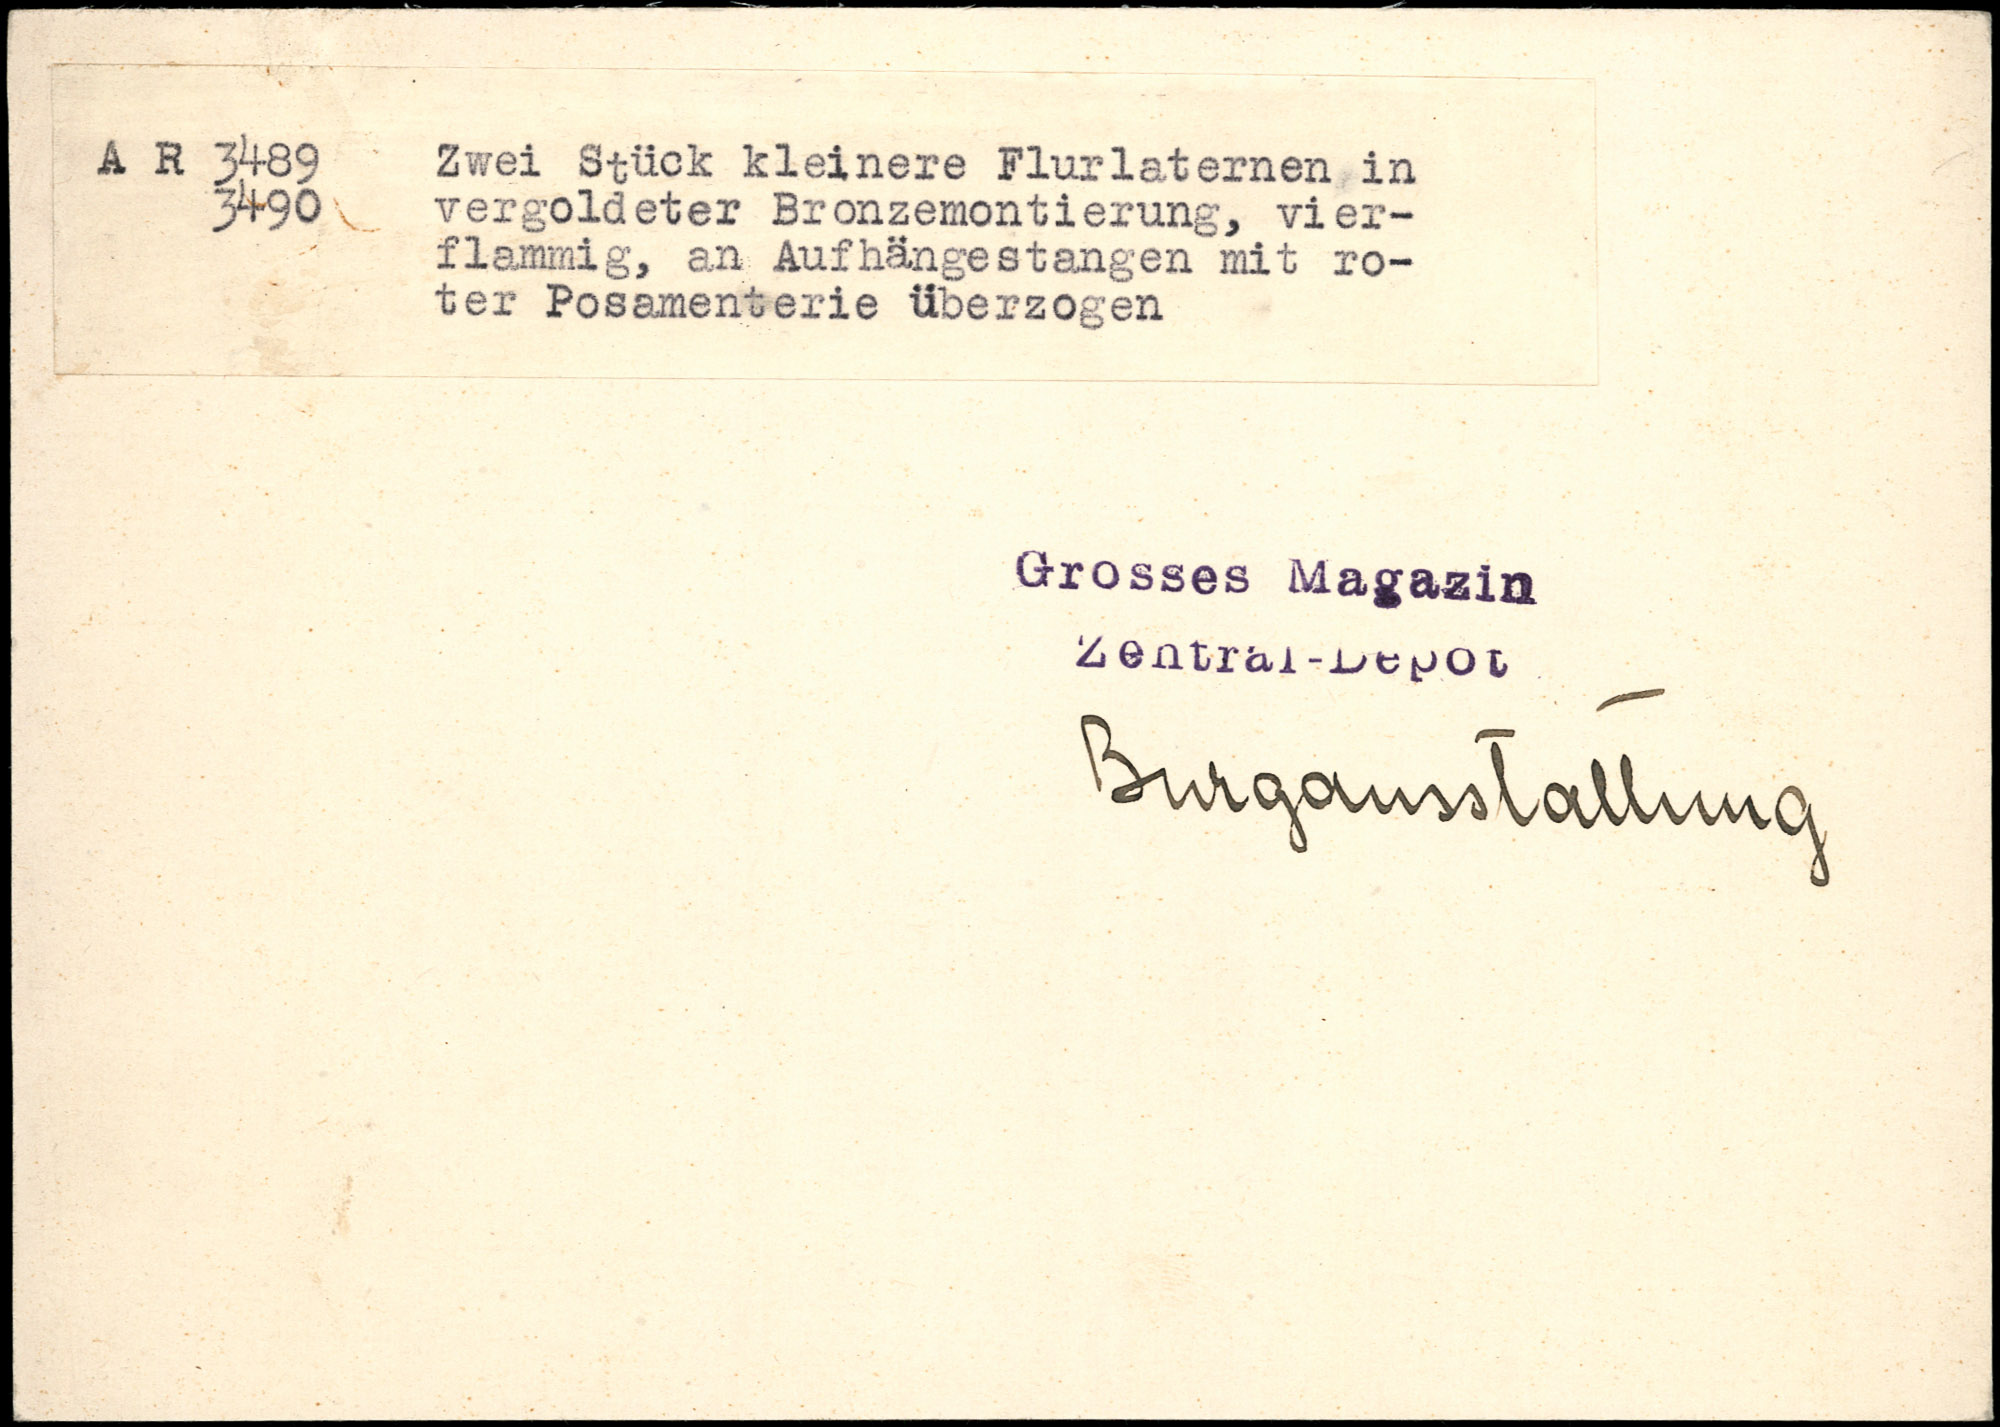 A R 3489 Zwei Stück kleinere Flurlaternen in
3490 vergoldeter Bronzemontierung, vier-
flammig, an Aufhängestangen mit ro-
ter Posamenterie überzogen
Grosses Magazin
Zentral-Depot
Burgausstattung